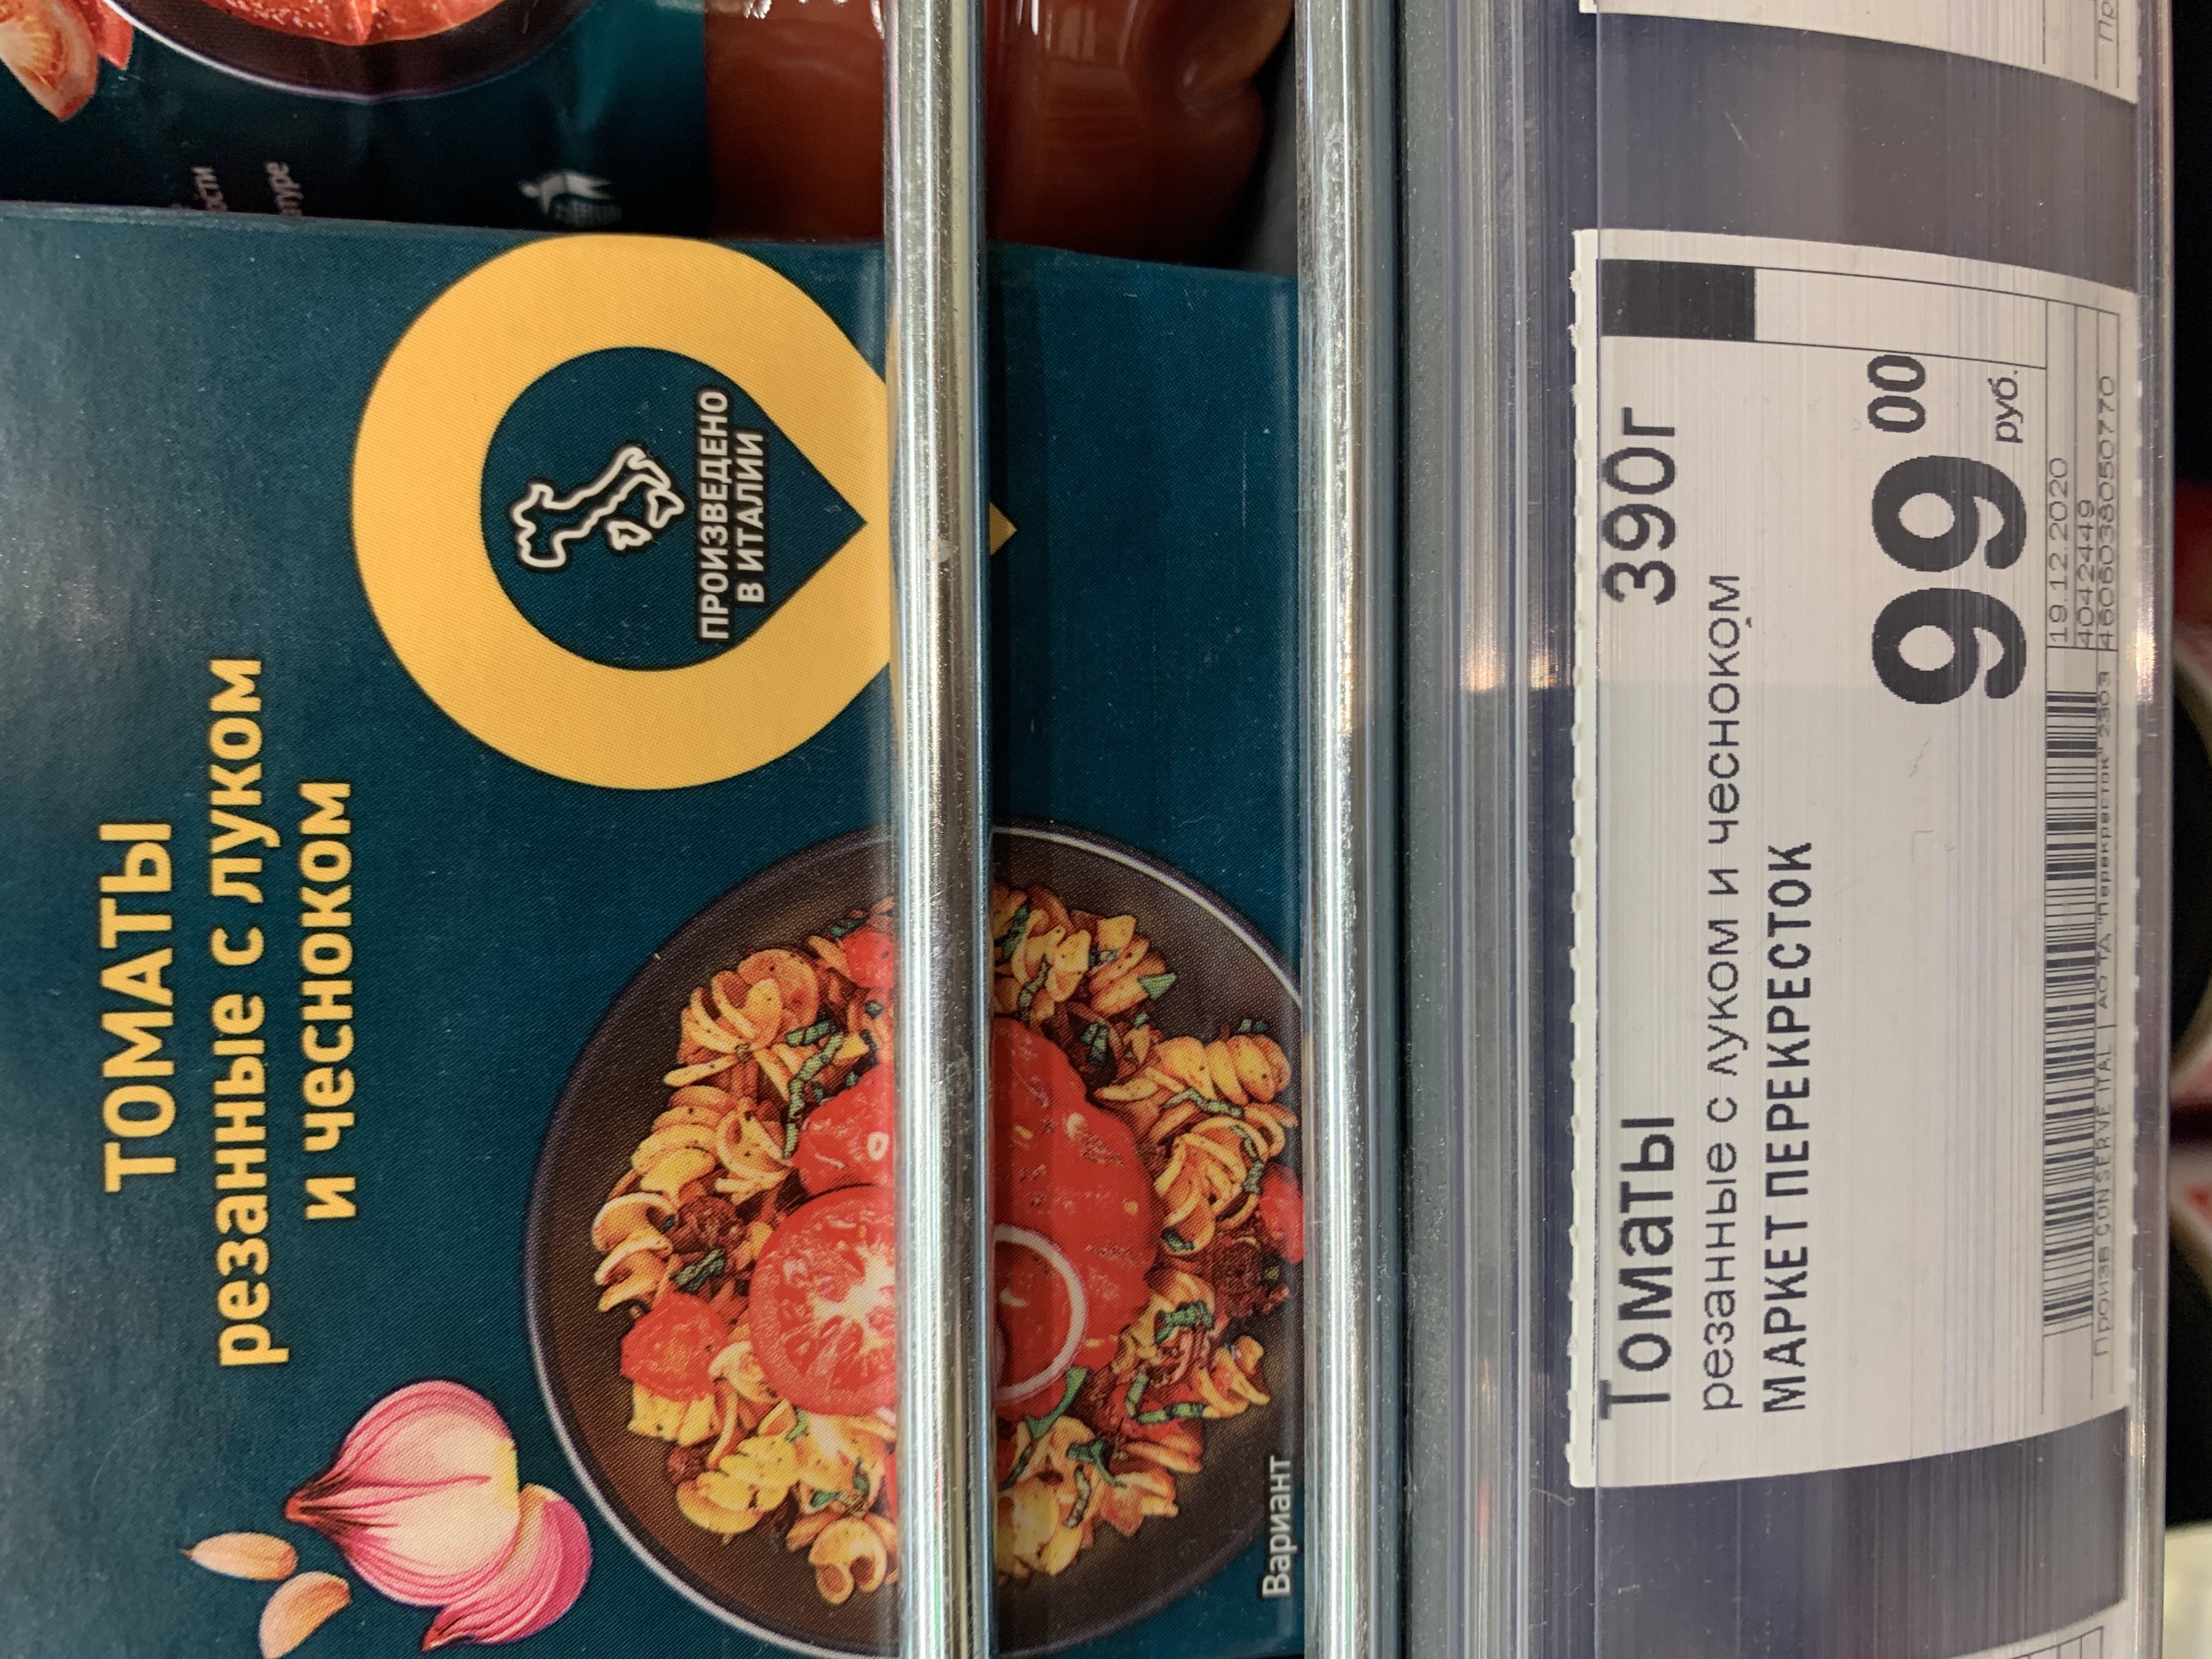 ТОМАТЫ
резанные с луком
и чесноком
ПРОИЗВЕДЕНО
В ИТАЛИИ
Вариант
Томаты 390г
резанные с луком и чесноком
МАРКЕТ ПЕРЕКРЕСТОК
99 00
руб.
19.12.2020
4042449
Произв CONSERVE ITAL АО ТД "Перекресток" 2303 4606038050770